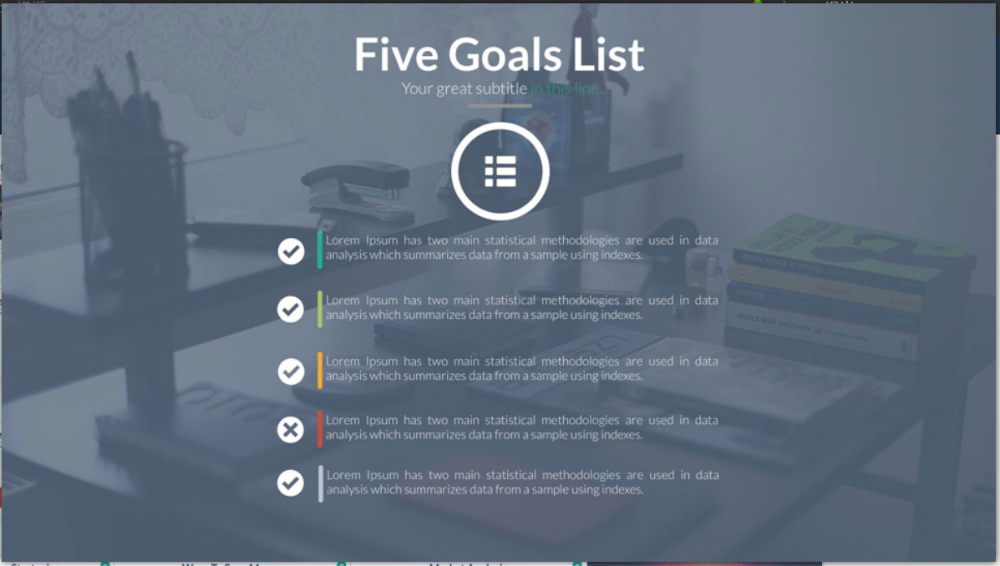 Five Goals List
Your great subtitle in this line
Lorem Ipsum has two main statistical methodologies are used in data
analysis which summarizes data from a sample using indexes.
Lorem Ipsum has two main statistical methodologies are used in data
analysis which summarizes data from a sample using indexes.
Lorem Ipsum has two main statistical methodologies are used in data
analysis which summarizes data from a sample using indexes.
Lorem Ipsum has two main statistical methodologies are used in data
analysis which summarizes data from a sample using indexes.
Lorem Ipsum has two main statistical methodologies are used in data
analysis which summarizes data from a sample using indexes.